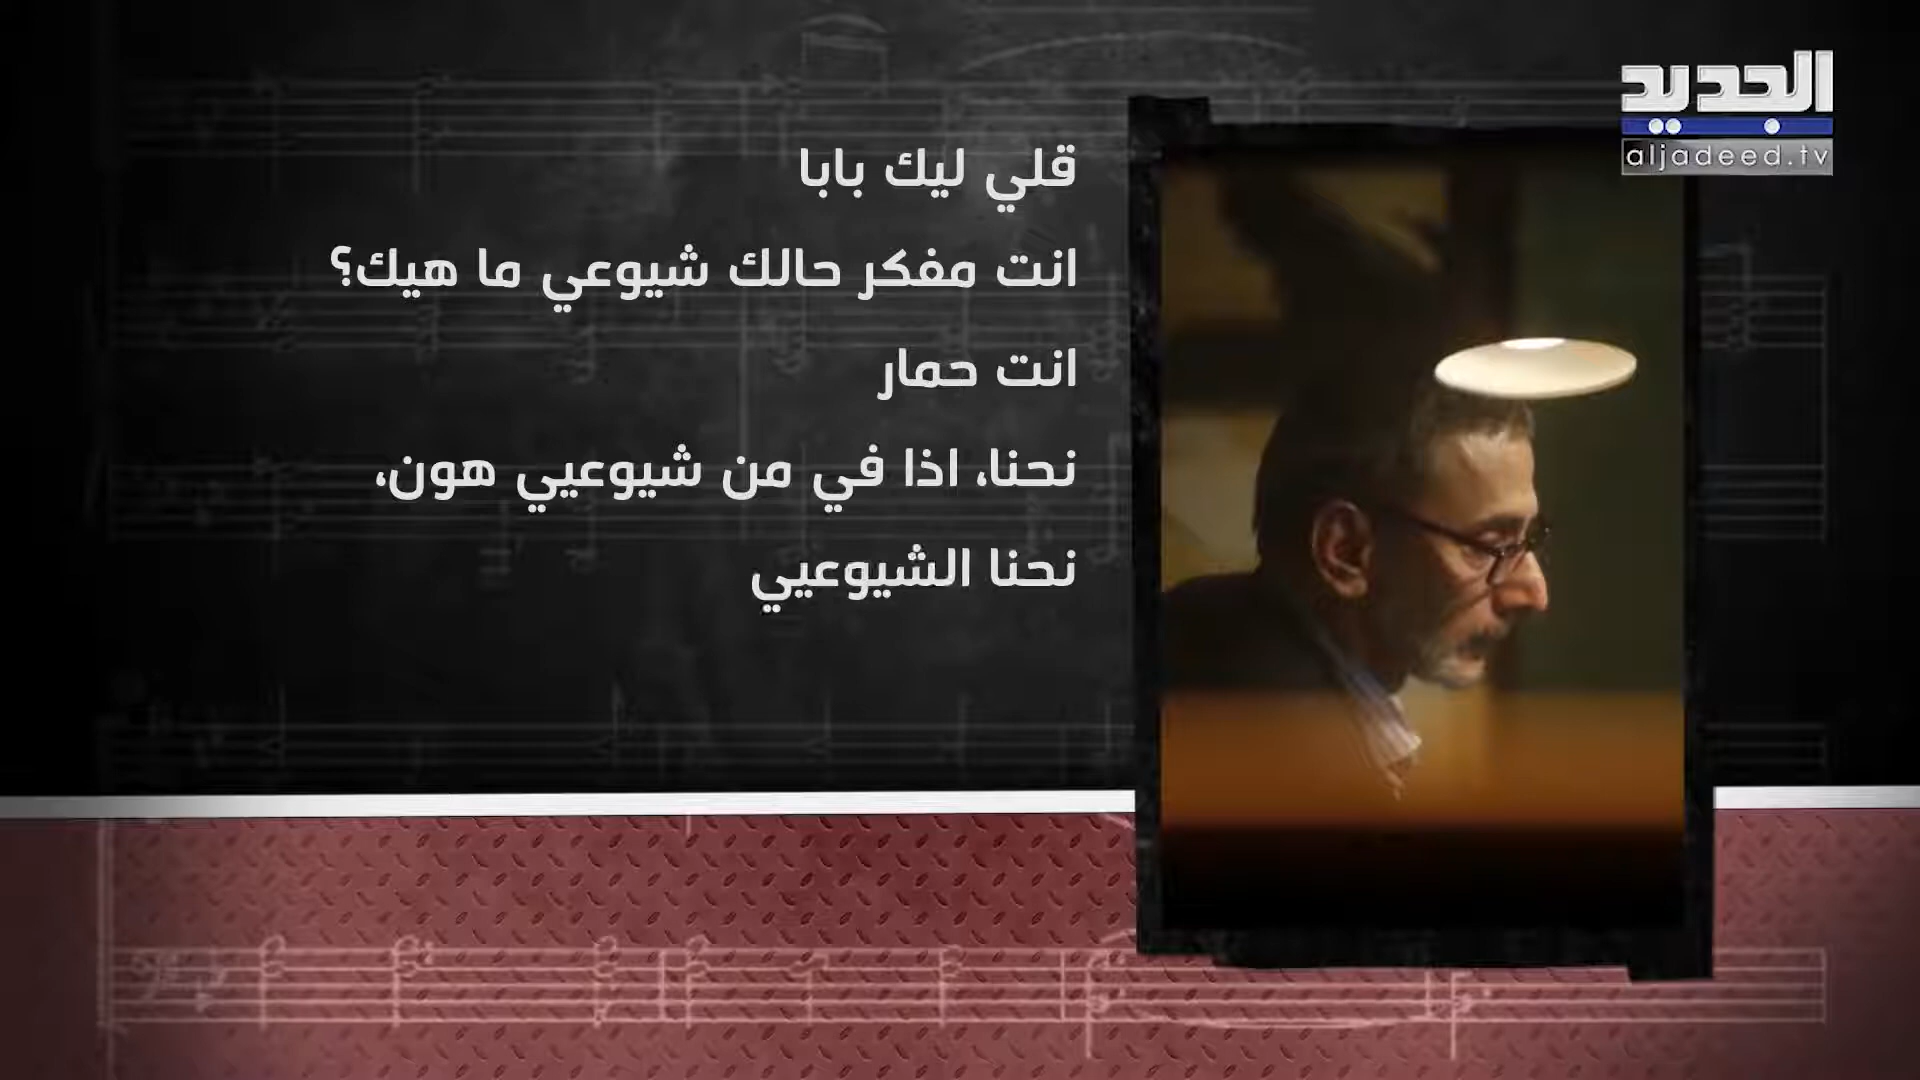 الجديد
aljadeed.tv
قلي ليك بابا
انت مفكر حالك شيوعي ما هيك؟
انت حمار
نحنا، اذا في من شيوعيي هون،
نحنا الشيوعيي